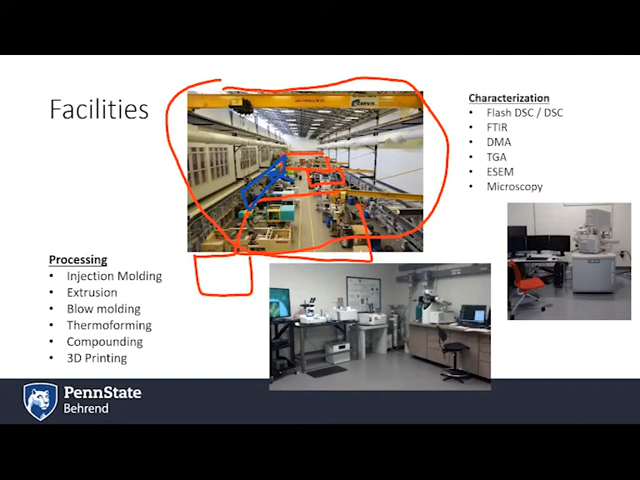 Facilities
Characterization
• Flash DSC / DSC
• FTIR
• DMA
• TGA
• ESEM
• Microscopy
Processing
• Injection Molding
• Extrusion
• Blow molding
• Thermoforming
• Compounding
• 3D Printing
PennState
Behrend